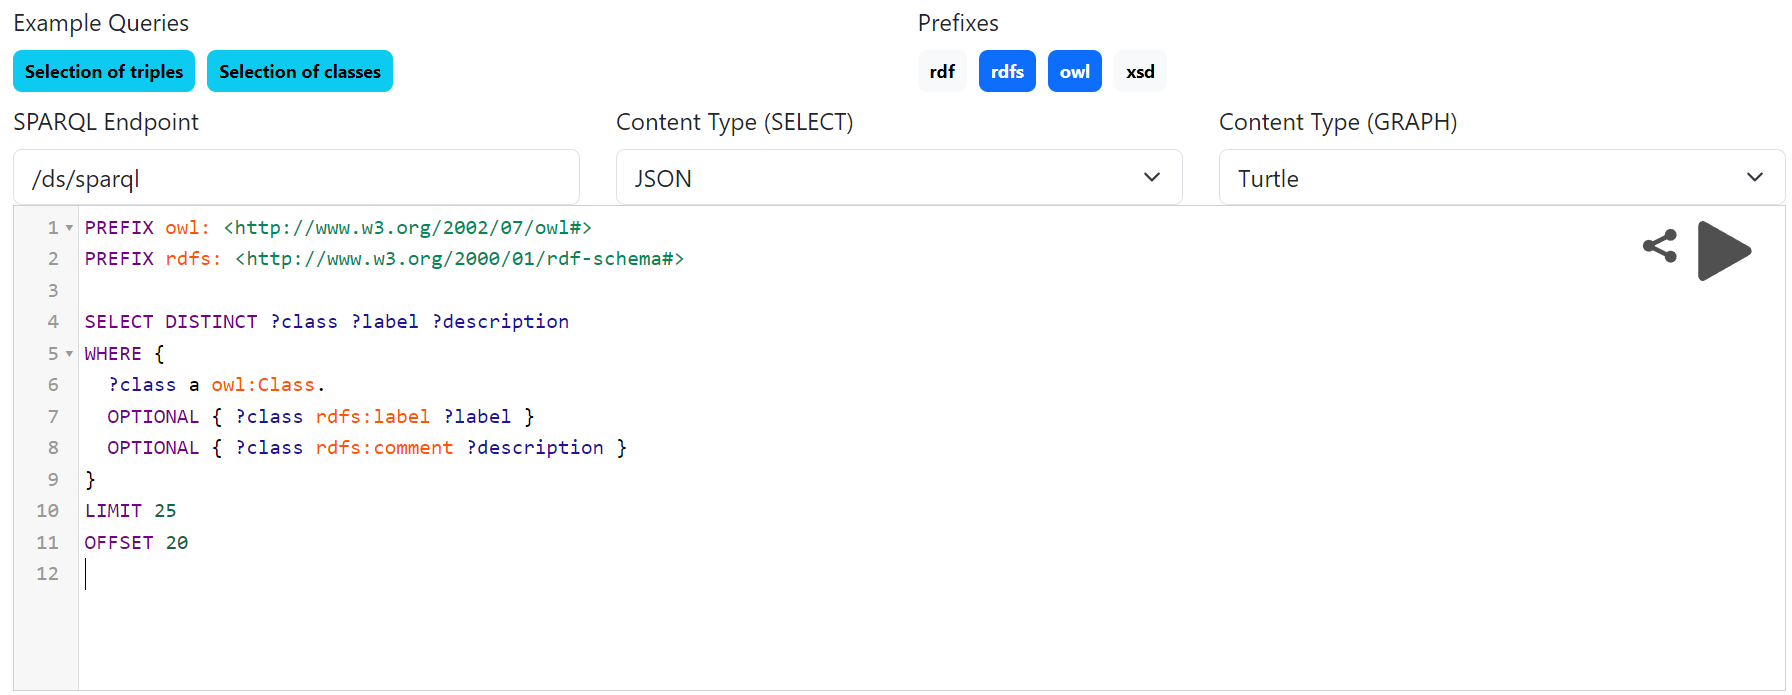 Example Queries
Prefixes
Selection of triples
Selection of classes
rdf
rdfs
owl
xsd
SPARQL Endpoint
Content Type (SELECT)
Content Type (GRAPH)
/ds/sparql
JSON
Turtle
1 PREFIX owl: <http://www.w3.org/2002/07/owl#>
2 PREFIX rdfs: <http://www.w3.org/2000/01/rdf-schema#>
3
4 SELECT DISTINCT ?class ?label ?description
5 WHERE {
6   ?class a owl:Class.
7   OPTIONAL { ?class rdfs:label ?label }
8   OPTIONAL { ?class rdfs:comment ?description }
9 }
10 LIMIT 25
11 OFFSET 20
12